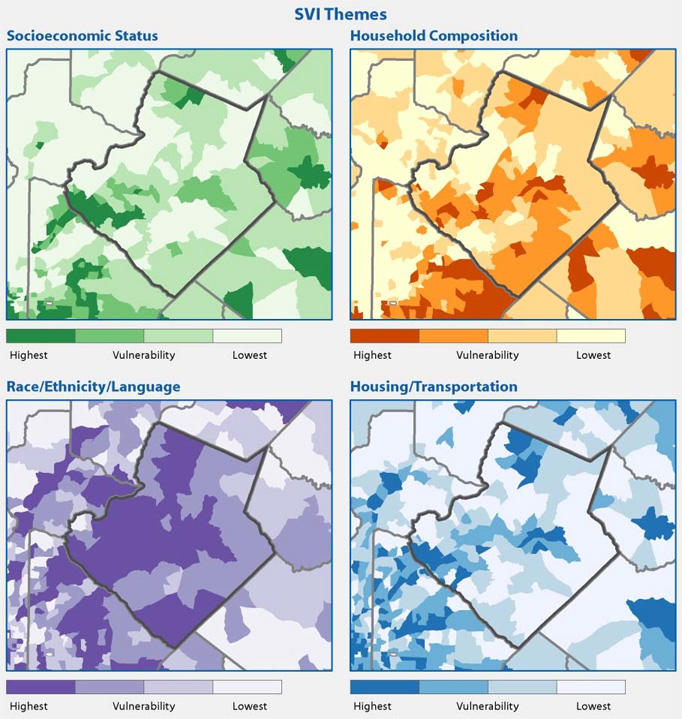 SVI Themes
Socioeconomic Status
Household Composition
Highest Vulnerability Lowest
Highest Vulnerability Lowest
Race/Ethnicity/Language
Housing/Transportation
Highest Vulnerability Lowest
Highest Vulnerability Lowest